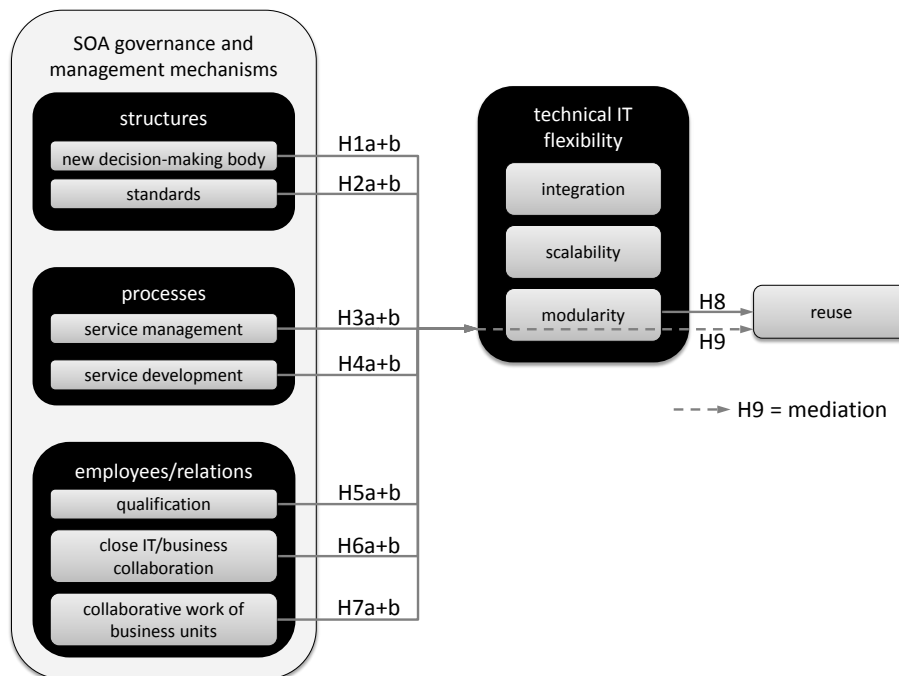 SOA governance and
management mechanisms
structures
new decision-making body
standards
processes
service management
service development
employees/relations
qualification
close IT/business
collaboration
collaborative work of
business units
H1a+b
H2a+b
H3a+b
H4a+b
H5a+b
H6a+b
H7a+b
technical IT
flexibility
integration
scalability
modularity
H8
H9
reuse
H9 = mediation